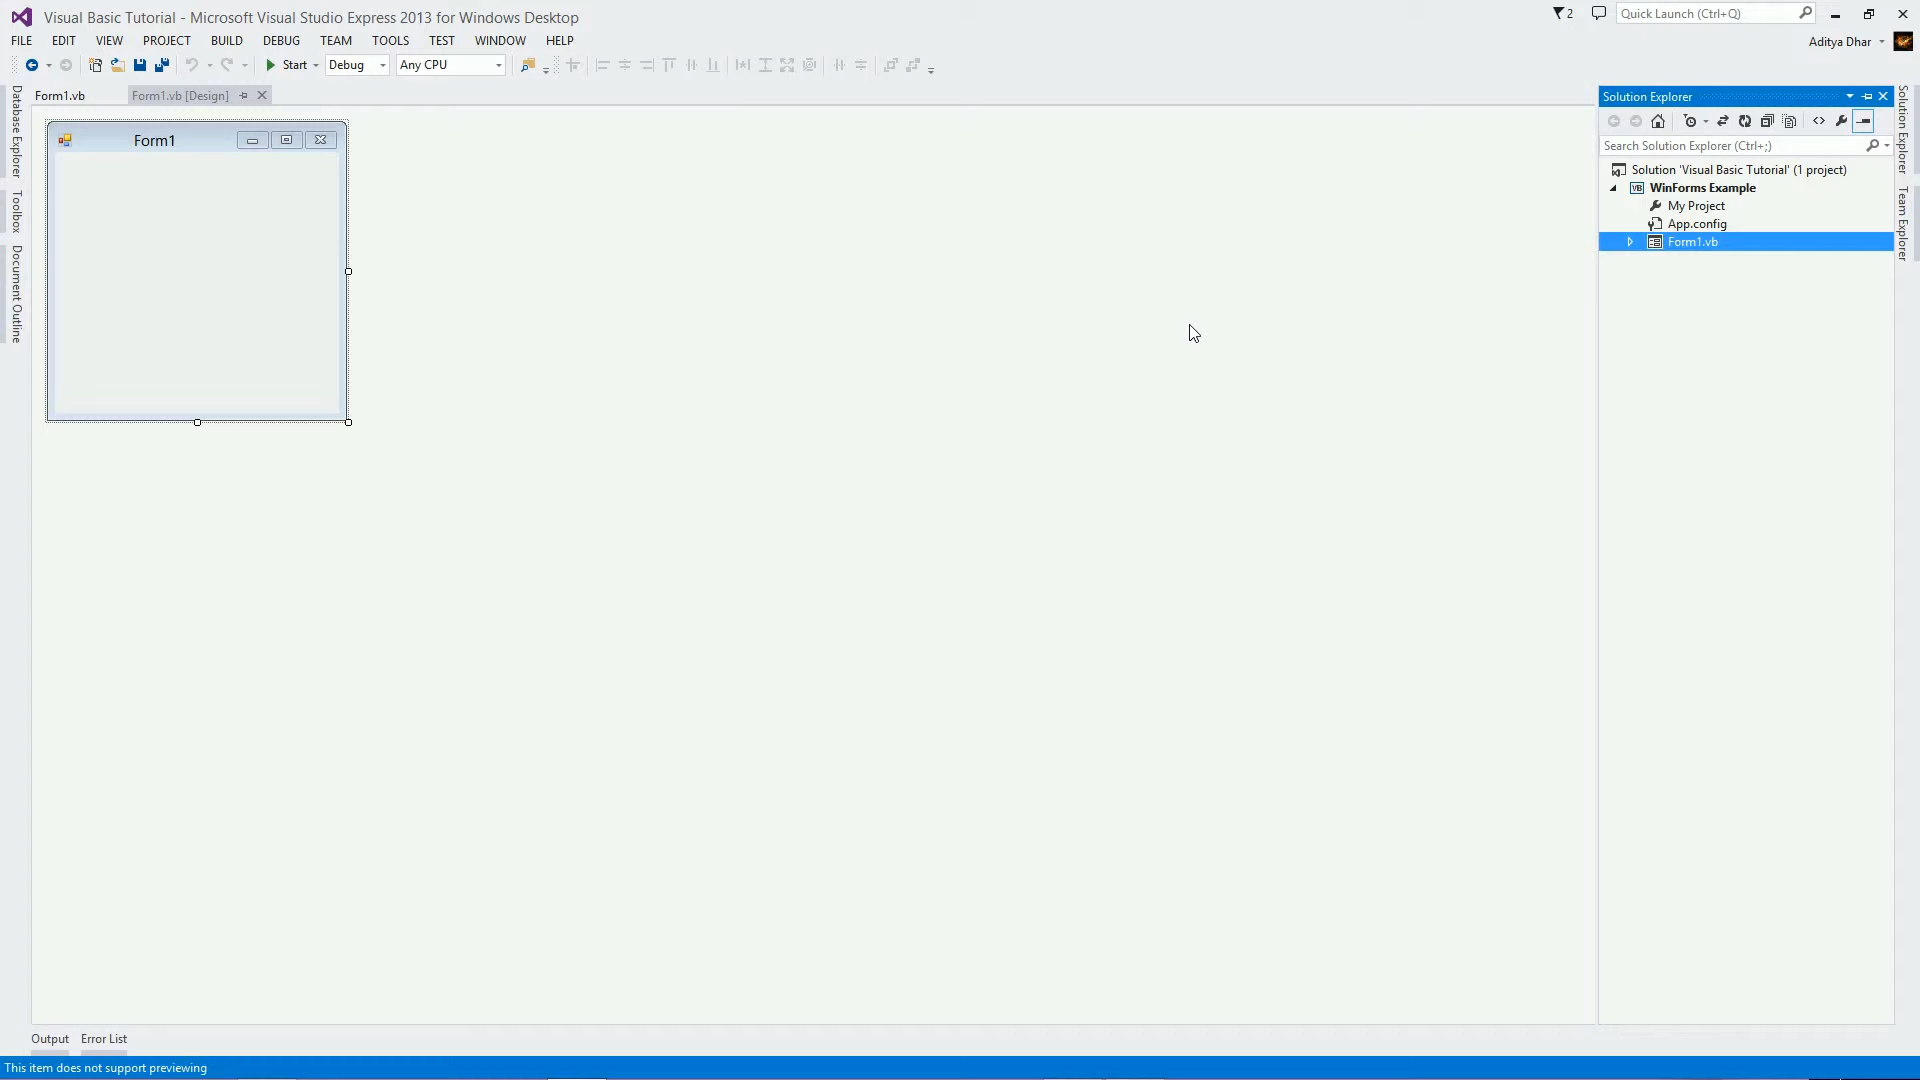 Visual Basic Tutorial - Microsoft Visual Studio Express 2013 for Windows Desktop
2
Quick Launch (Ctrl+Q)
FILE EDIT VIEW PROJECT BUILD DEBUG TEAM TOOLS TEST WINDOW HELP
Aditya Dhar
Start Debug Any CPU
Form1.vb Form1.vb [Design]
Database Explorer
Toolbox
Document Outline
Form1
Solution Explorer
Search Solution Explorer (Ctrl+;)
Solution 'Visual Basic Tutorial' (1 project)
VB WinForms Example
My Project
App.config
Form1.vb
Solution Explorer
Team Explorer
Output Error List
This item does not support previewing